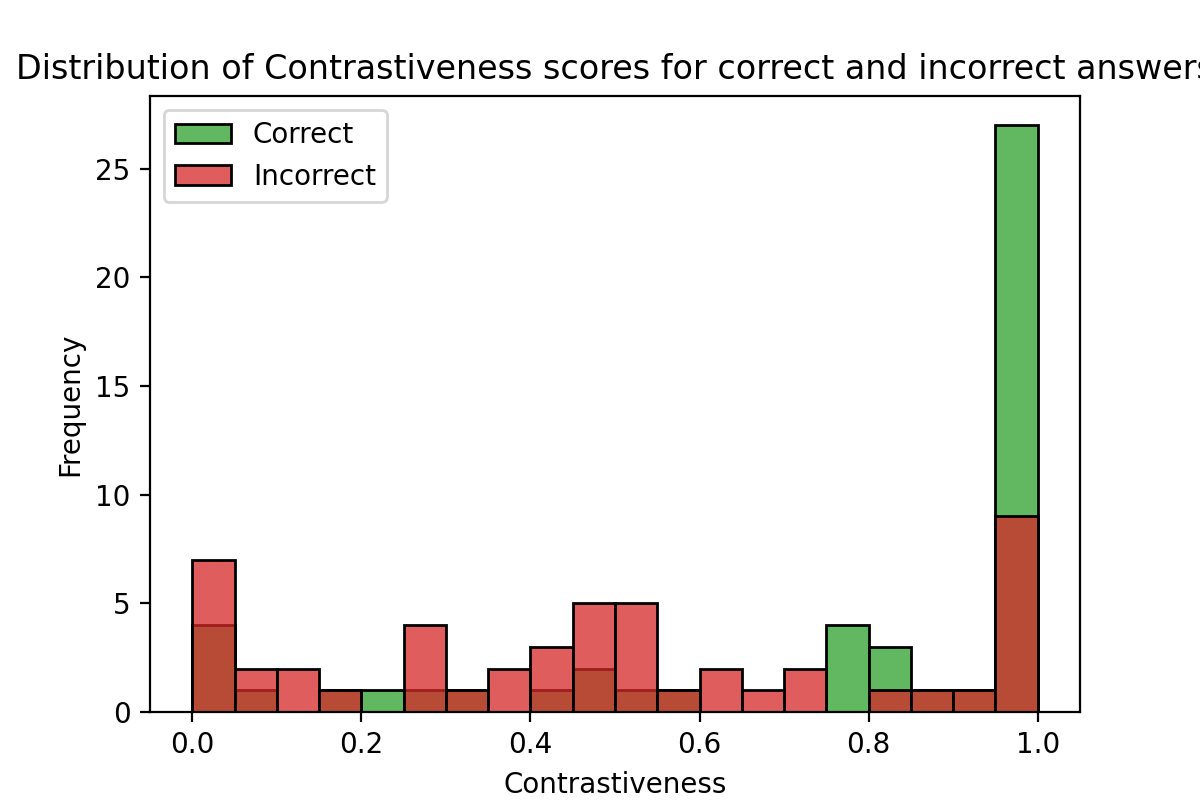 Distribution of Contrastiveness scores for correct and incorrect answers
Correct
Incorrect
25
20
15
10
5
0
Frequency
0.0 0.2 0.4 0.6 0.8 1.0
Contrastiveness